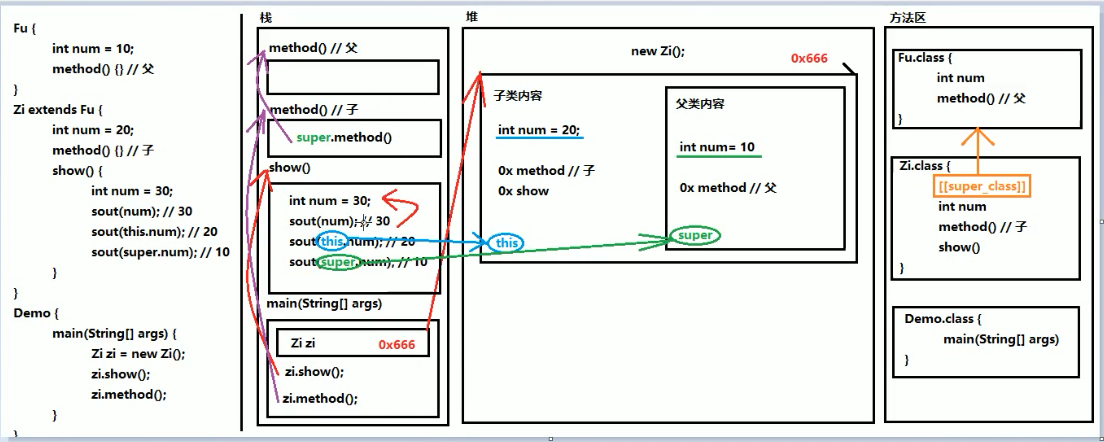 Fu {
int num = 10;
method() {} // 父
}
Zi extends Fu {
int num = 20;
method() {} // 子
show() {
int num = 30;
sout(num); // 30
sout(this.num); // 20
sout(super.num); // 10
}
}
Demo {
main(String[] args) {
Zi zi = new Zi();
zi.show();
zi.method();
}
}
栈
method() // 父
method() // 子
super.method()
show()
int num = 30;
sout(num); // 30
sout(this.num); // 20
sout(super.num); // 10
main(String[] args)
Zi zi 0x666
zi.show();
zi.method();
堆
new Zi();
0x666
子类内容
int num = 20;
0x method // 子
0x show
this
父类内容
int num= 10
0x method // 父
super
方法区
Fu.class {
int num
method() // 父
}
Zi.class {
[[super_class]]
int num
method() // 子
show()
}
Demo.class {
main(String[] args)
}